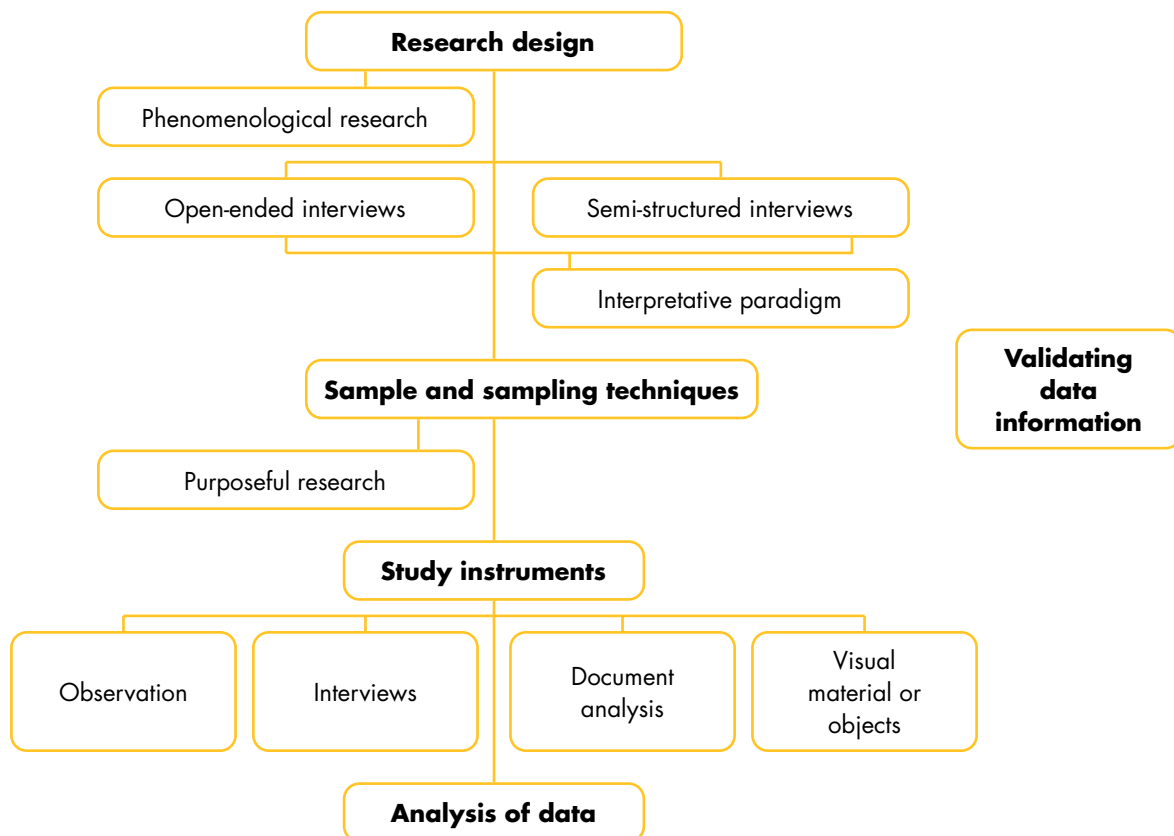 Research design
Phenomenological research
Open-ended interviews
Semi-structured interviews
Interpretative paradigm
Validating
data
information
Sample and sampling techniques
Purposeful research
Study instruments
Observation
Interviews
Document
analysis
Visual
material or
objects
Analysis of data